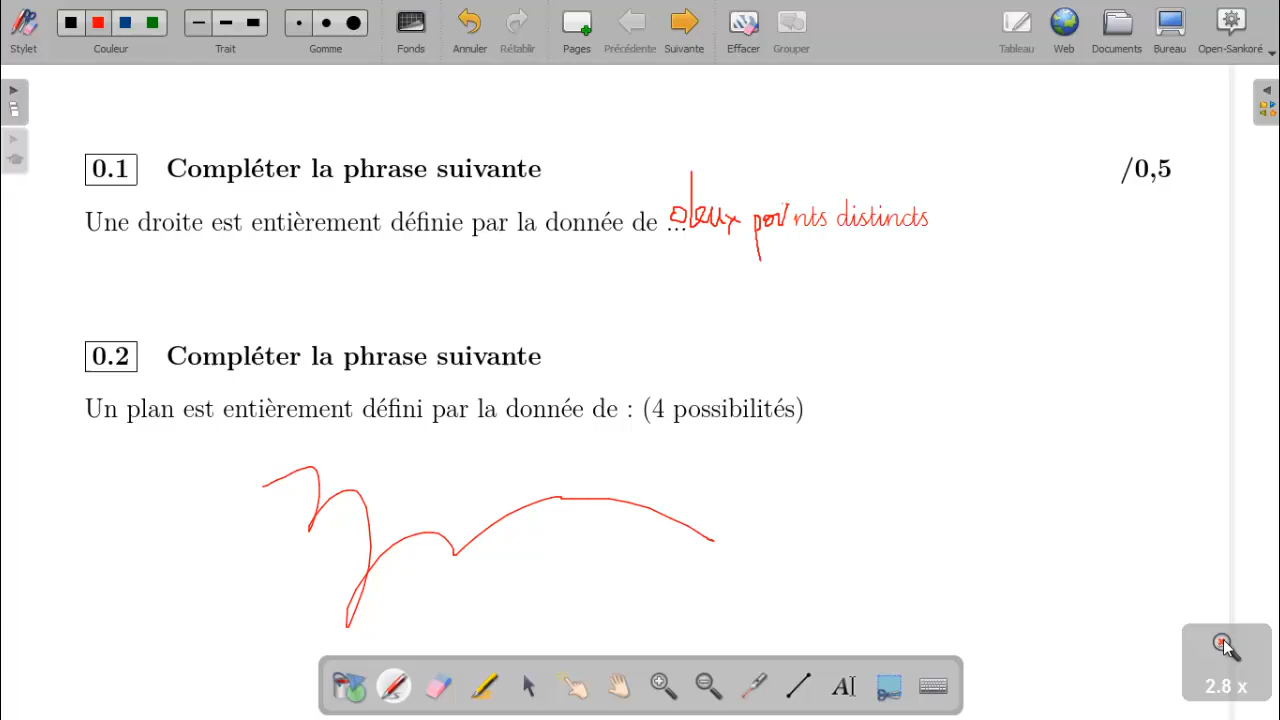 Stylet Couleur Trait Gomme Fonds Annuler Rétablir Pages Précédente Suivante Effacer Grouper Tableau Web Documents Bureau Open-Sankoré
0.1 Compléter la phrase suivante /0,5
Une droite est entièrement définie par la donnée de ... deux points distincts
0.2 Compléter la phrase suivante
Un plan est entièrement défini par la donnée de : (4 possibilités)
AI
2.8 x